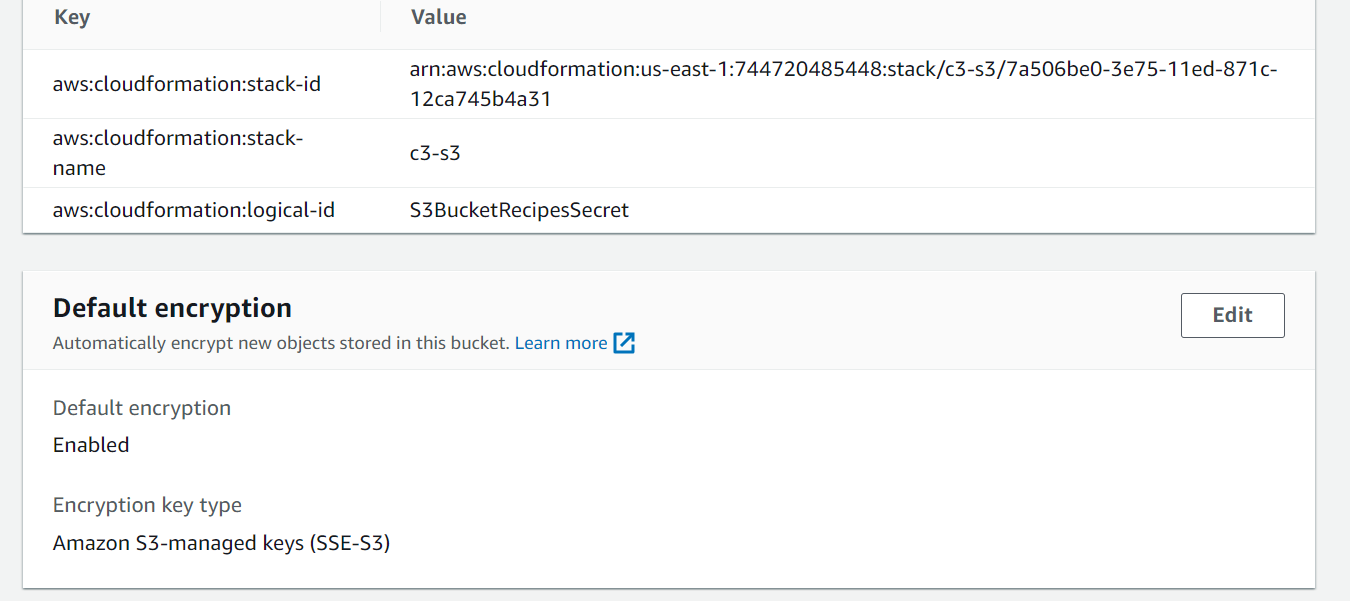 Key Value
aws:cloudformation:stack-id
arn:aws:cloudformation:us-east-1:744720485448:stack/c3-s3/7a506be0-3e75-11ed-871c-
12ca745b4a31
aws:cloudformation:stack-
name
c3-s3
aws:cloudformation:logical-id S3BucketRecipesSecret
Default encryption
Edit
Automatically encrypt new objects stored in this bucket. Learn more
Default encryption
Enabled
Encryption key type
Amazon S3-managed keys (SSE-S3)